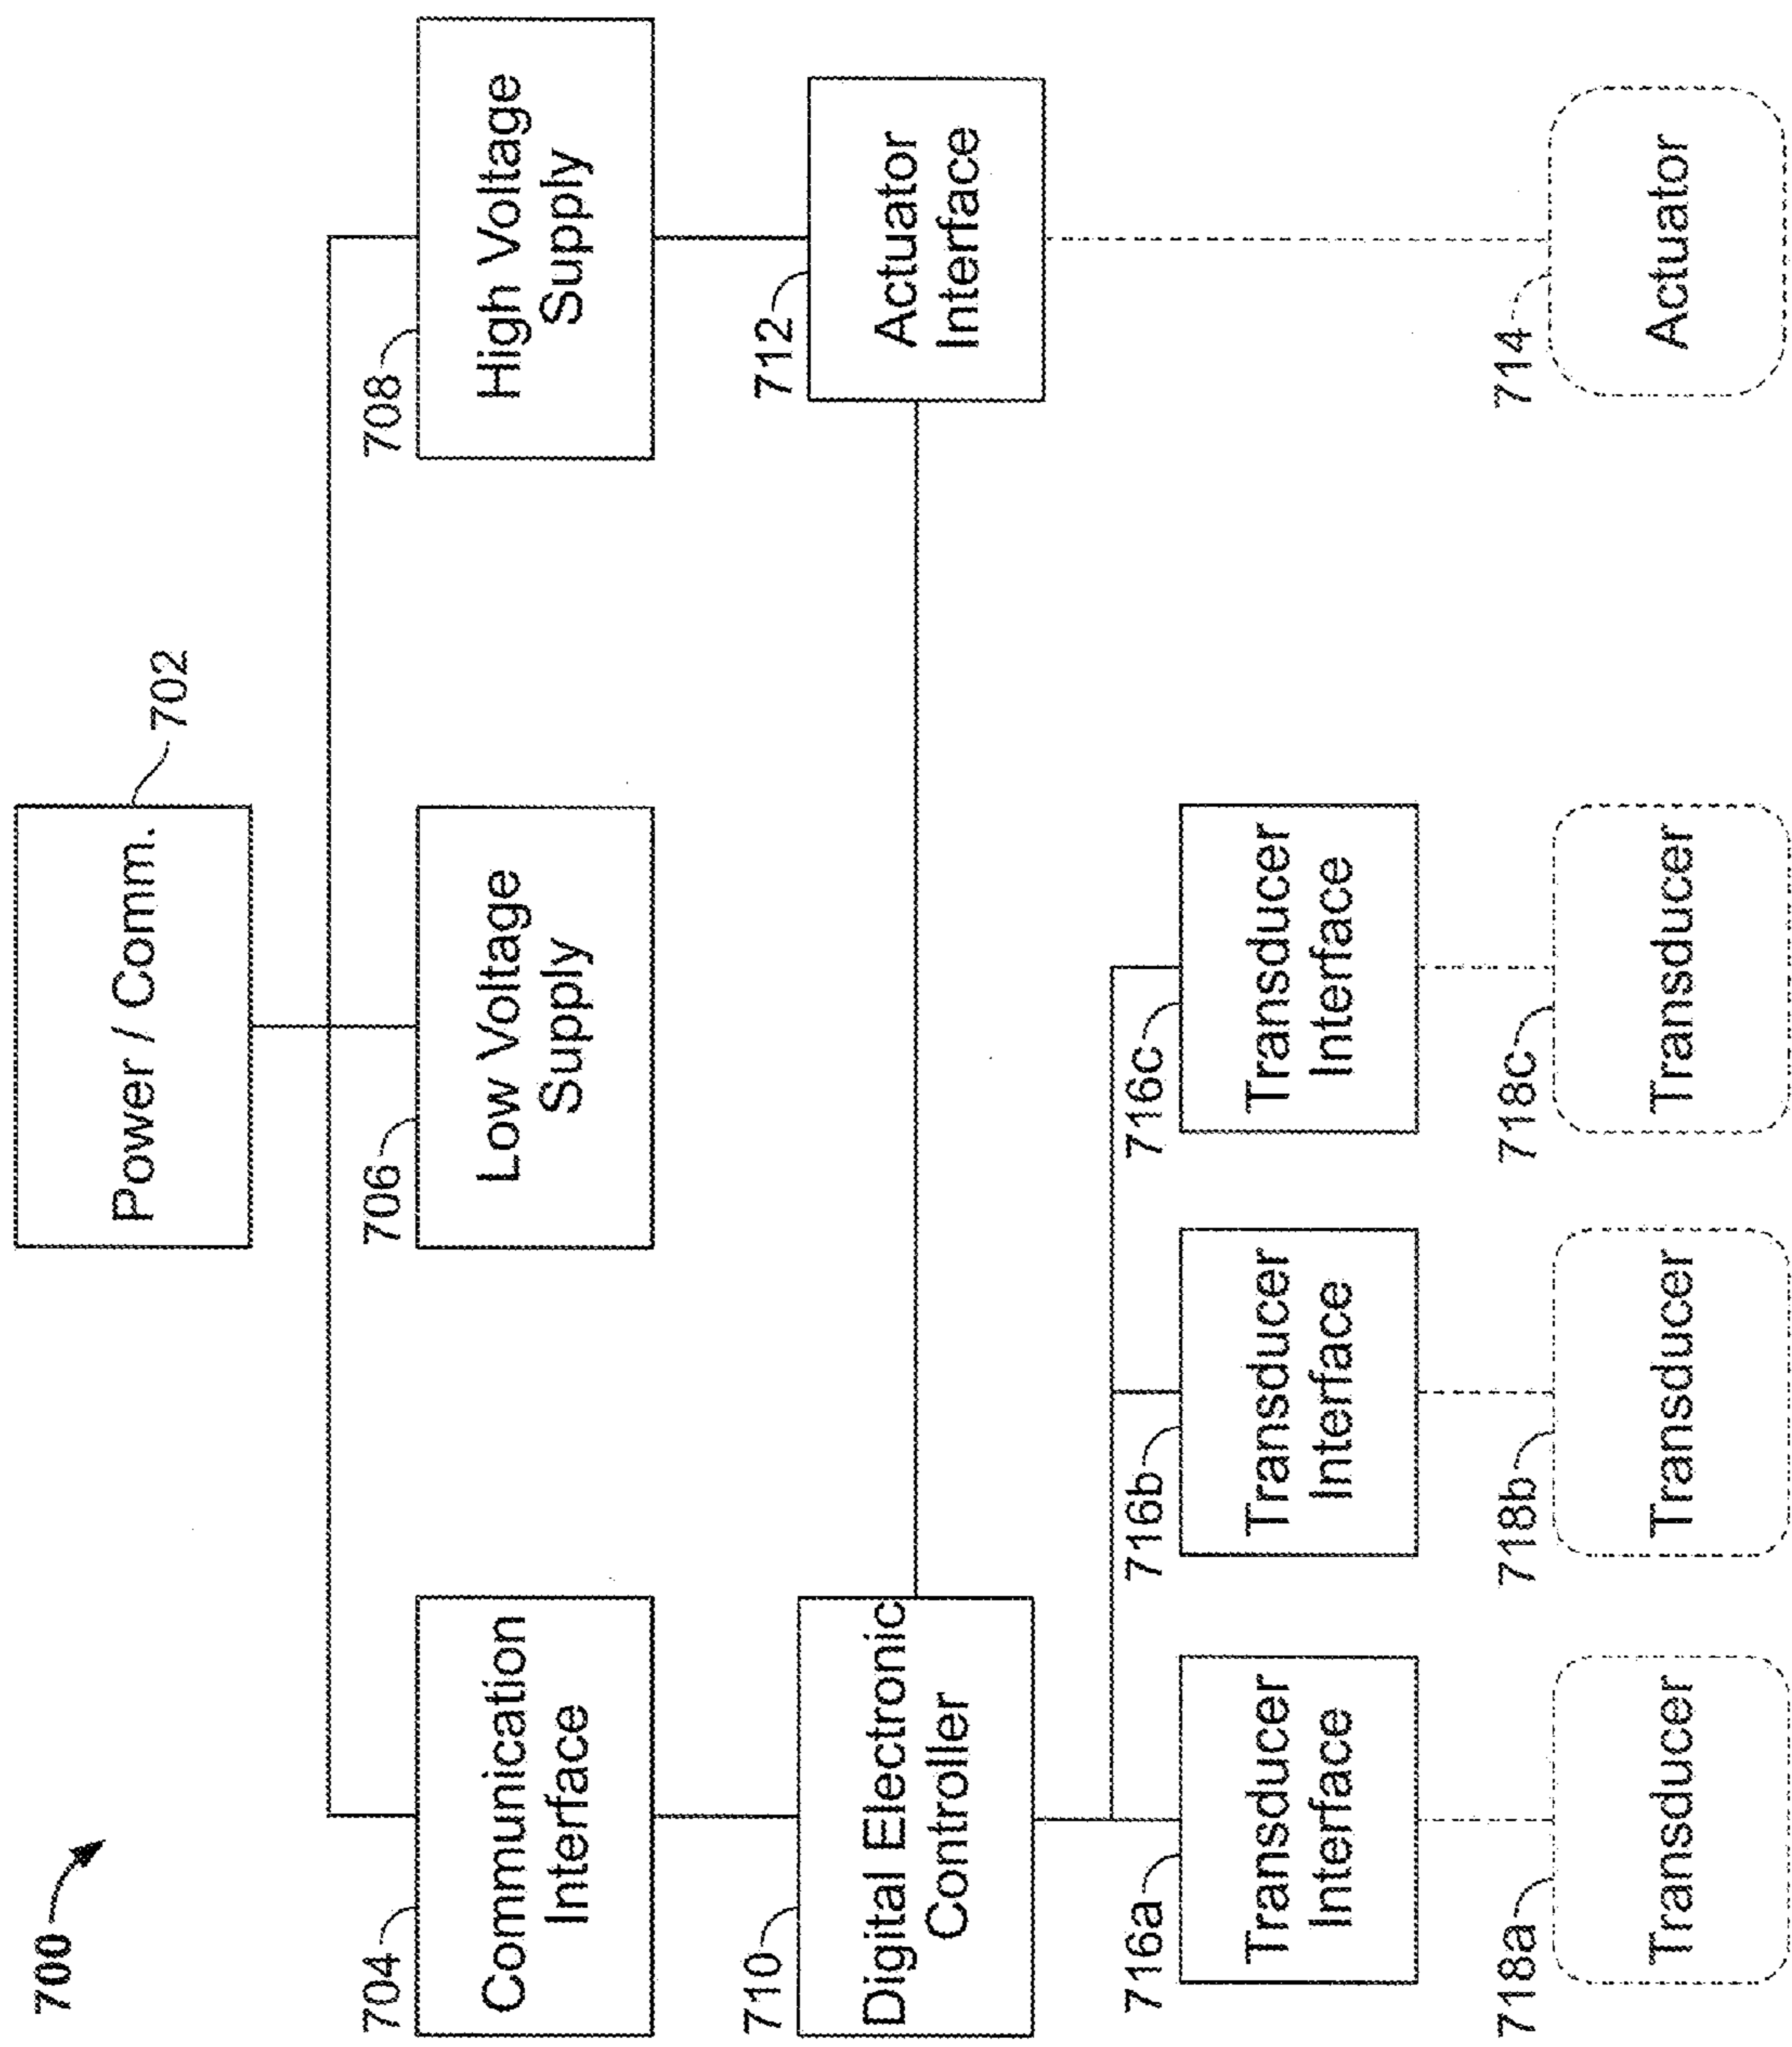 700
Power / Comm.
702
704
Communication
Interface
706
Low Voltage
Supply
708
High Voltage
Supply
710
Digital Electronic
Controller
712
Actuator
Interface
716a
Transducer
Interface
716b
Transducer
Interface
716c
Transducer
Interface
718a
Transducer
718b
Transducer
718c
Transducer
714
Actuator